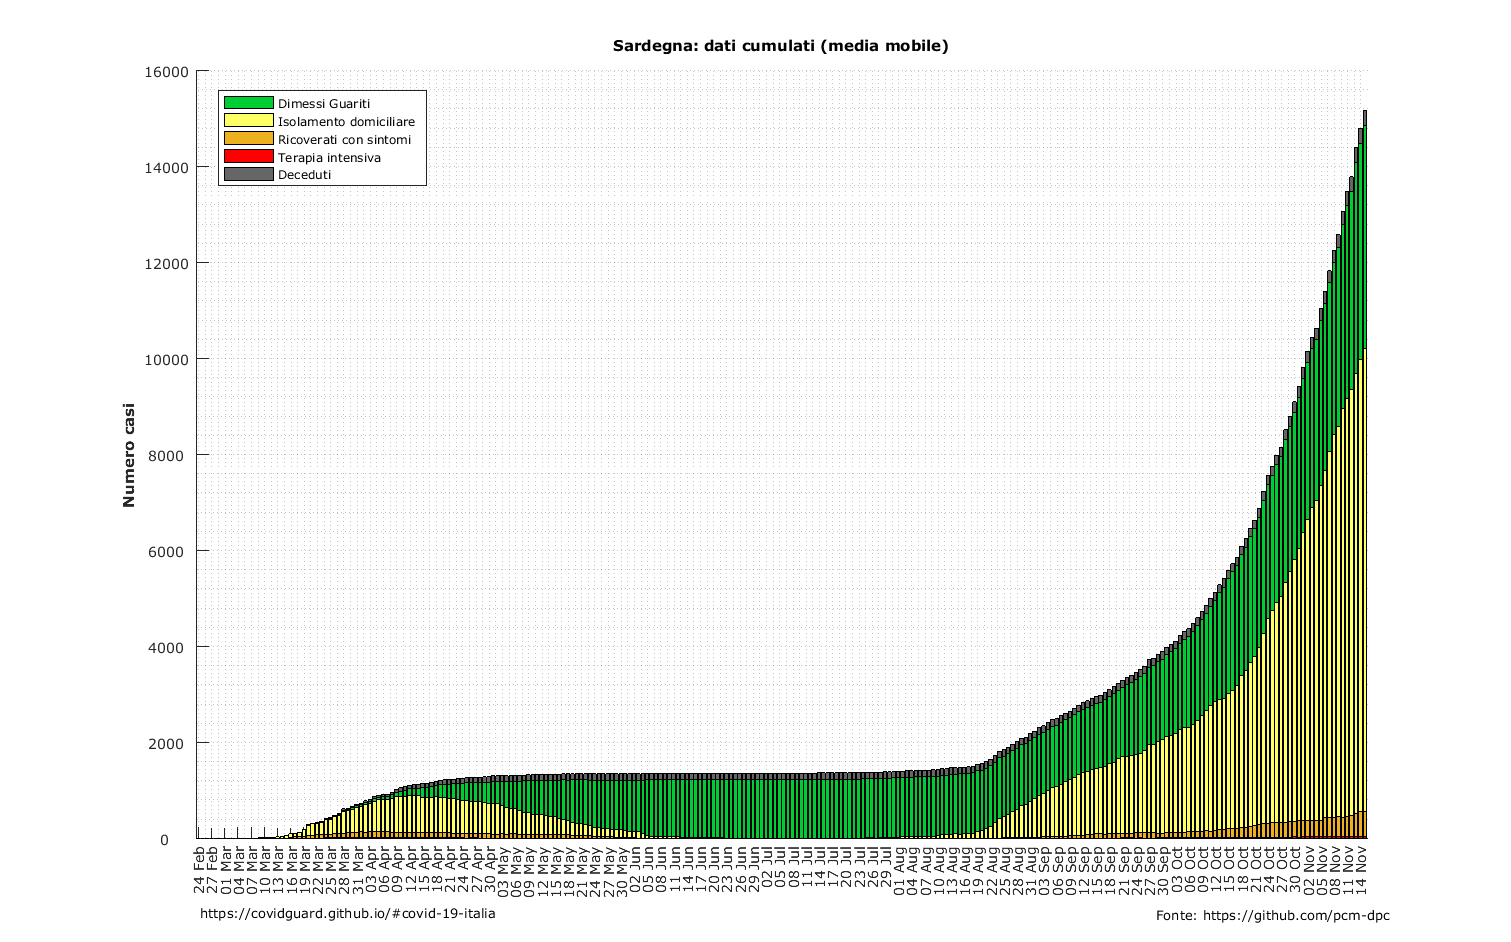 Sardegna: dati cumulati (media mobile)
16000
14000
12000
10000
8000
6000
4000
2000
0
Numero casi
Dimessi Guariti
Isolamento domiciliare
Ricoverati con sintomi
Terapia intensiva
Deceduti
24 Feb
27 Feb
01 Mar
04 Mar
07 Mar
10 Mar
13 Mar
16 Mar
19 Mar
22 Mar
25 Mar
28 Mar
31 Mar
03 Apr
06 Apr
09 Apr
12 Apr
15 Apr
18 Apr
21 Apr
24 Apr
27 Apr
30 Apr
03 May
06 May
09 May
12 May
15 May
18 May
21 May
24 May
27 May
30 May
02 Jun
05 Jun
08 Jun
11 Jun
14 Jun
17 Jun
20 Jun
23 Jun
26 Jun
29 Jun
02 Jul
05 Jul
08 Jul
11 Jul
14 Jul
17 Jul
20 Jul
23 Jul
26 Jul
29 Jul
01 Aug
04 Aug
07 Aug
10 Aug
13 Aug
16 Aug
19 Aug
22 Aug
25 Aug
28 Aug
31 Aug
03 Sep
06 Sep
09 Sep
12 Sep
15 Sep
18 Sep
21 Sep
24 Sep
27 Sep
30 Sep
03 Oct
06 Oct
09 Oct
12 Oct
15 Oct
18 Oct
21 Oct
24 Oct
27 Oct
30 Oct
02 Nov
05 Nov
08 Nov
11 Nov
14 Nov
https://covidguard.github.io/#covid-19-italia
Fonte: https://github.com/pcm-dpc